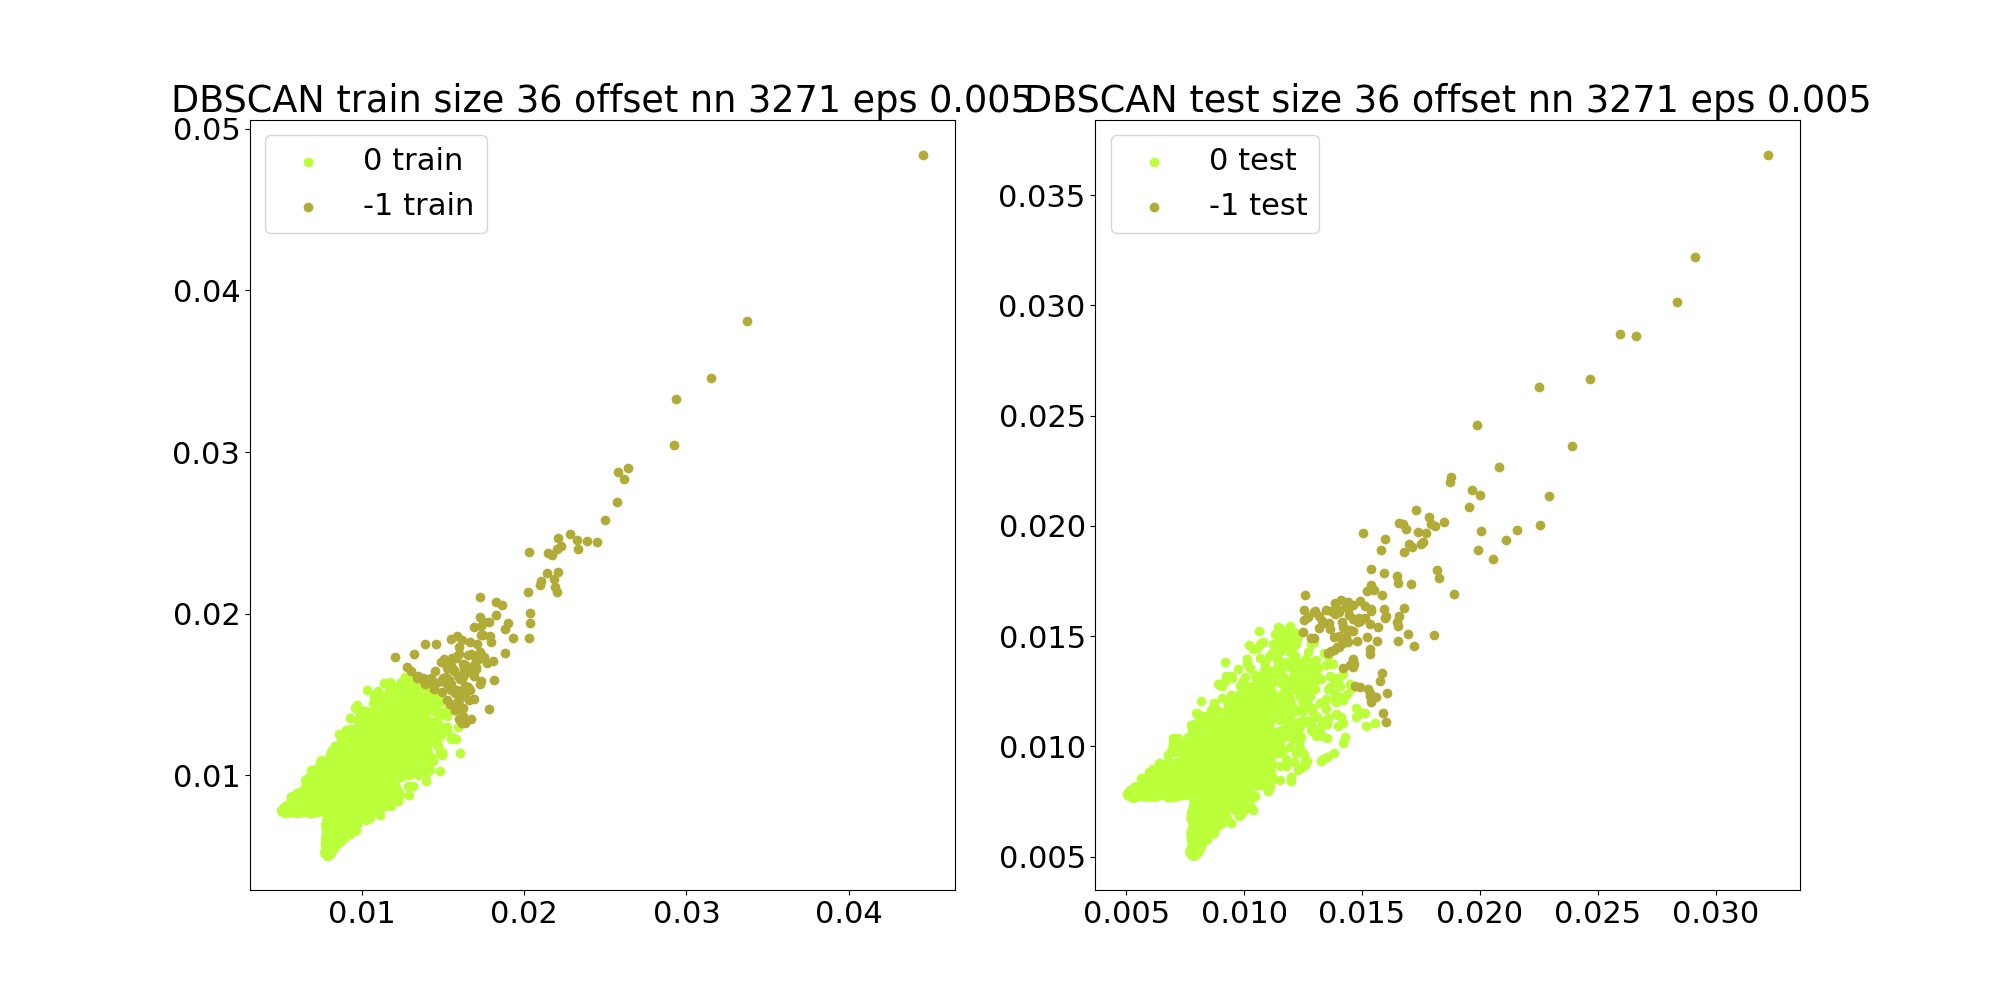 DBSCAN train size 36 offset nn 3271 eps 0.005
0 train
-1 train
0.05
0.04
0.03
0.02
0.01
0.01 0.02 0.03 0.04
DBSCAN test size 36 offset nn 3271 eps 0.005
0 test
-1 test
0.035
0.030
0.025
0.020
0.015
0.010
0.005
0.005 0.010 0.015 0.020 0.025 0.030